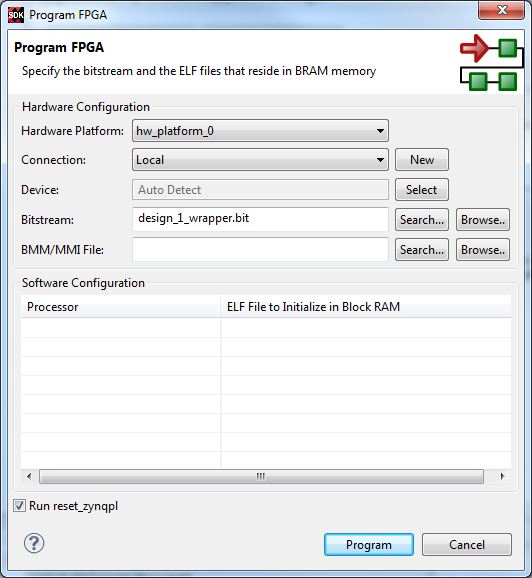 SDK Program FPGA
Program FPGA
Specify the bitstream and the ELF files that reside in BRAM memory
Hardware Configuration
Hardware Platform: hw_platform_0
Connection: Local New
Device: Auto Detect Select
Bitstream: design_1_wrapper.bit Search... Browse..
BMM/MMI File: Search... Browse..
Software Configuration
Processor ELF File to Initialize in Block RAM
Run reset_zynqpl
? Program Cancel